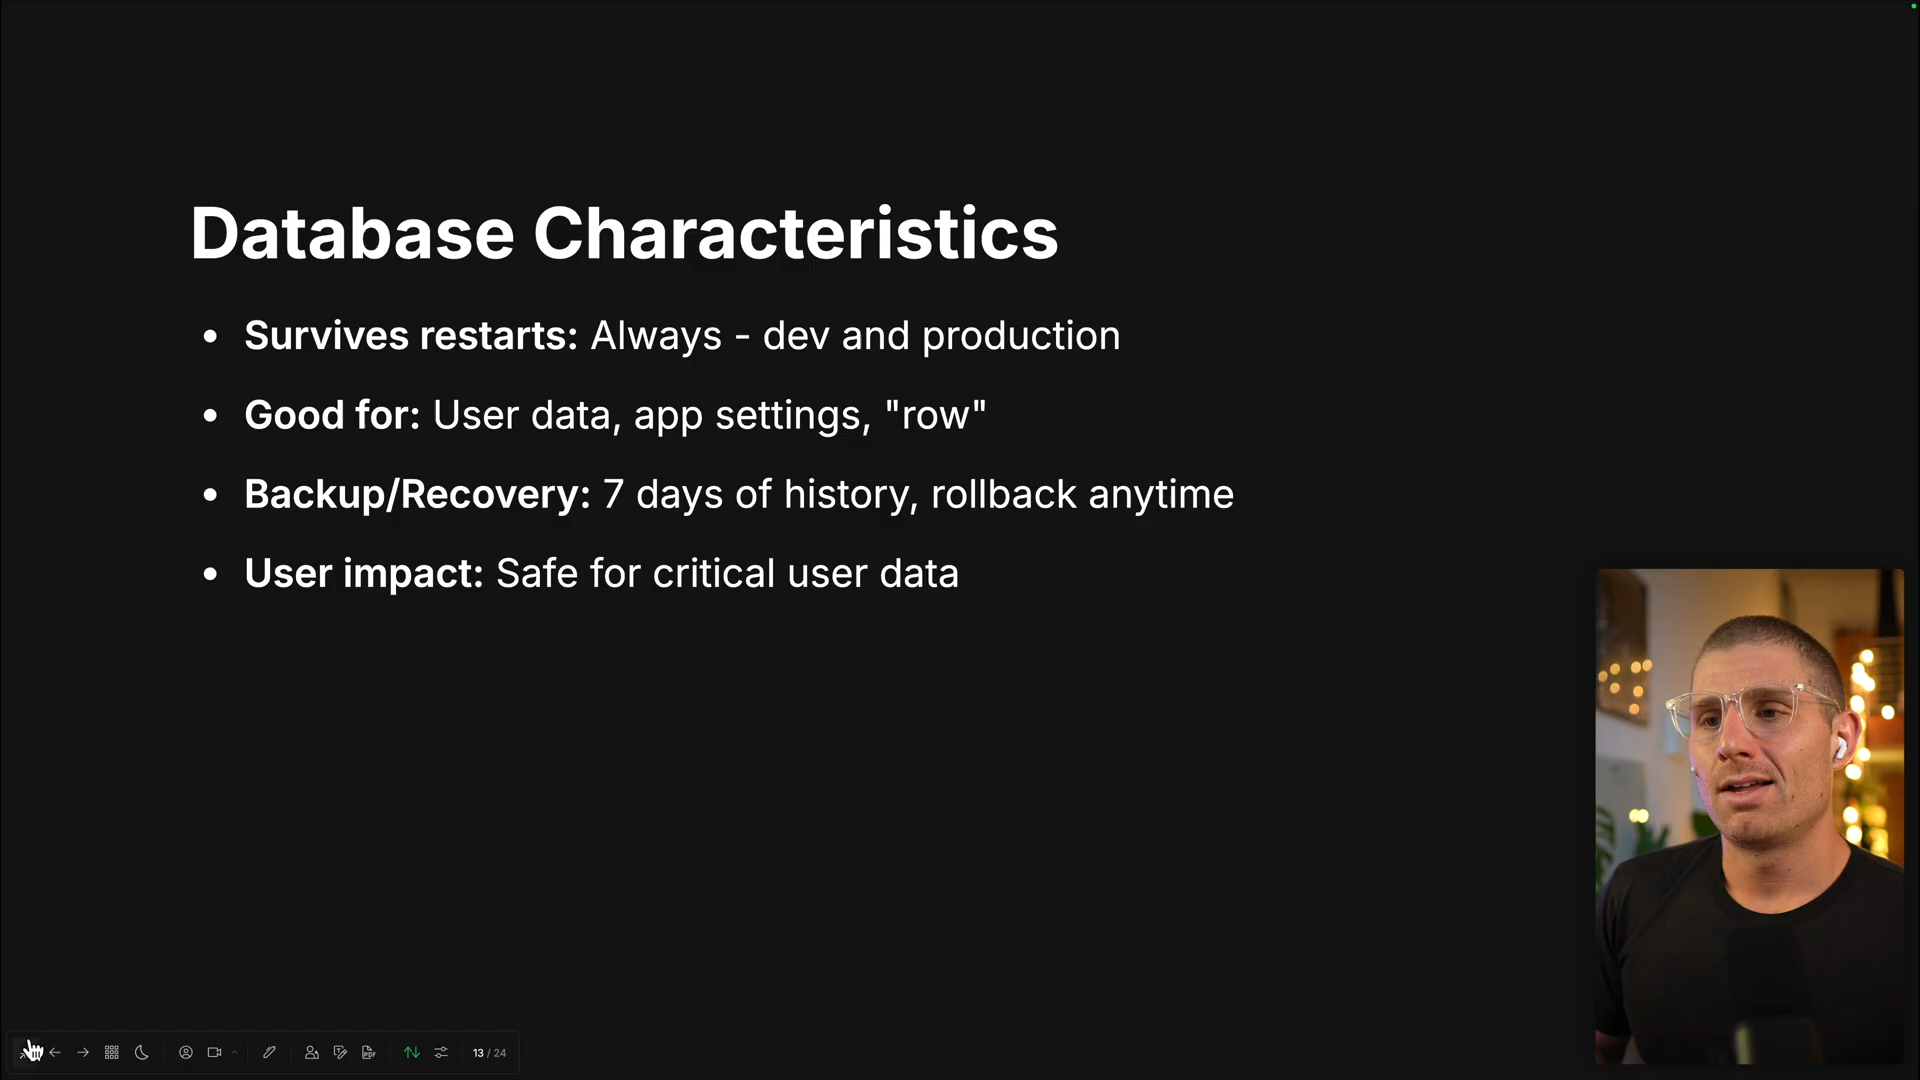 Database Characteristics
• Survives restarts: Always - dev and production
• Good for: User data, app settings, "row"
• Backup/Recovery: 7 days of history, rollback anytime
• User impact: Safe for critical user data
PDF
13 / 24